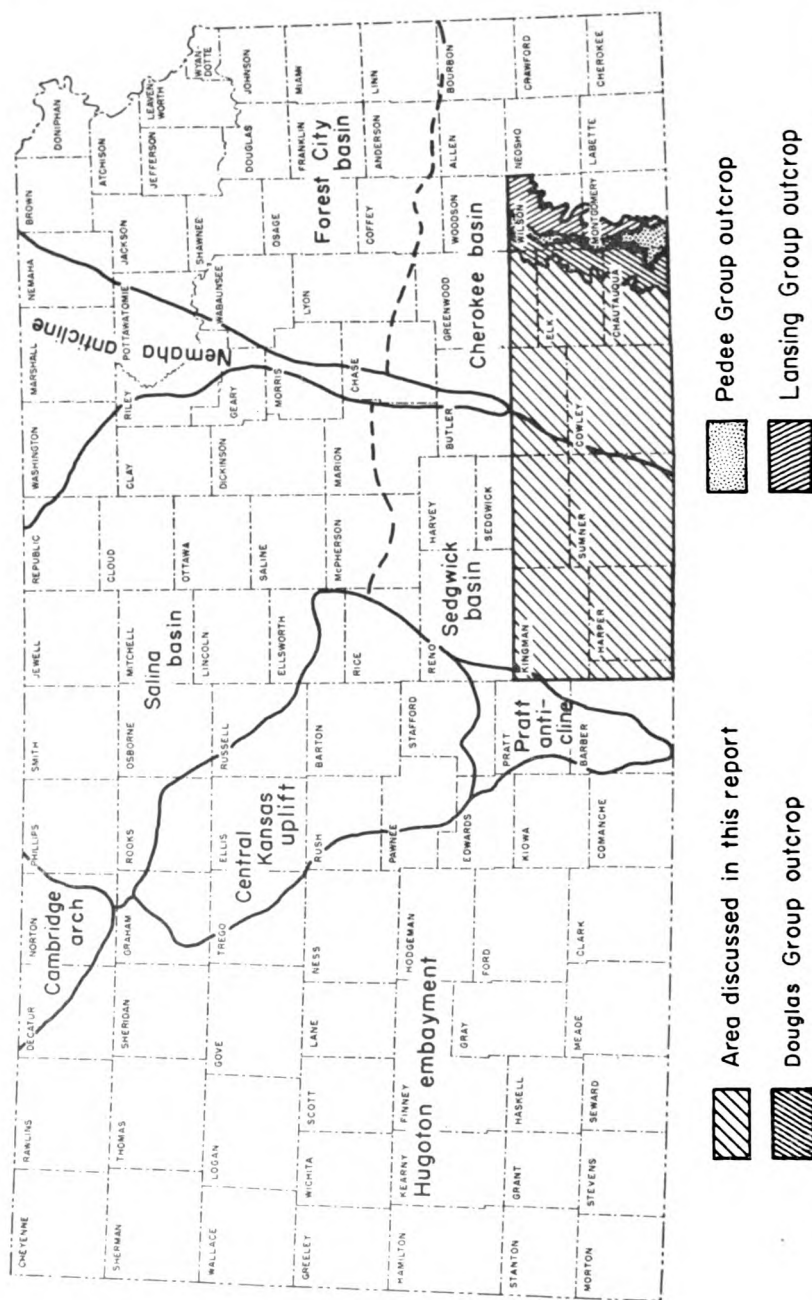 CHEYENNE
RAWLINS
DECATUR
NORTON
PHILLIPS
SMITH
JEWELL
REPUBLIC
WASHINGTON
MARSHALL
NEMAHA
BROWN
DONIPHAN
Cambridge
arch
SHERMAN
THOMAS
SHERIDAN
GRAHAM
ROOKS
OSBORNE
MITCHELL
CLOUD
CLAY
RILEY
POTTAWATOMIE
JACKSON
ATCHISON
JEFFERSON
LEAVEN
WORTH
WYAN-
DOTTE
Nemaha
anticline
Salina
basin
WALLACE
LOGAN
GOVE
TREGO
ELLIS
RUSSELL
LINCOLN
OTTAWA
DICKINSON
GEARY
WABAUNSEE
SHAWNEE
DOUGLAS
JOHNSON
Central
Kansas
uplift
ELLSWORTH
SALINE
MORRIS
LYON
OSAGE
FRANKLIN
MIAMI
Forest City
basin
GREELEY
WICHITA
SCOTT
LANE
NESS
RUSH
BARTON
RICE
McPHERSON
MARION
CHASE
COFFEY
ANDERSON
LINN
HAMILTON
KEARNY
FINNEY
HODGEMAN
PAWNEE
STAFFORD
RENO
HARVEY
BUTLER
GREENWOOD
WOODSON
ALLEN
BOURBON
Hugoton embayment
Sedgwick
basin
Cherokee basin
GRAY
FORD
EDWARDS
SEDGWICK
STANTON
GRANT
HASKELL
KIOWA
PRATT
Pratt
anti-
cline
KINGMAN
ELK
WILSON
NEOSHO
CRAWFORD
MORTON
STEVENS
SEWARD
MEADE
CLARK
COMANCHE
BARBER
HARPER
SUMNER
COWLEY
CHAUTAUQUA
MONTGOMERY
LABETTE
CHEROKEE
Area discussed in this report
Douglas Group outcrop
Pedee Group outcrop
Lansing Group outcrop